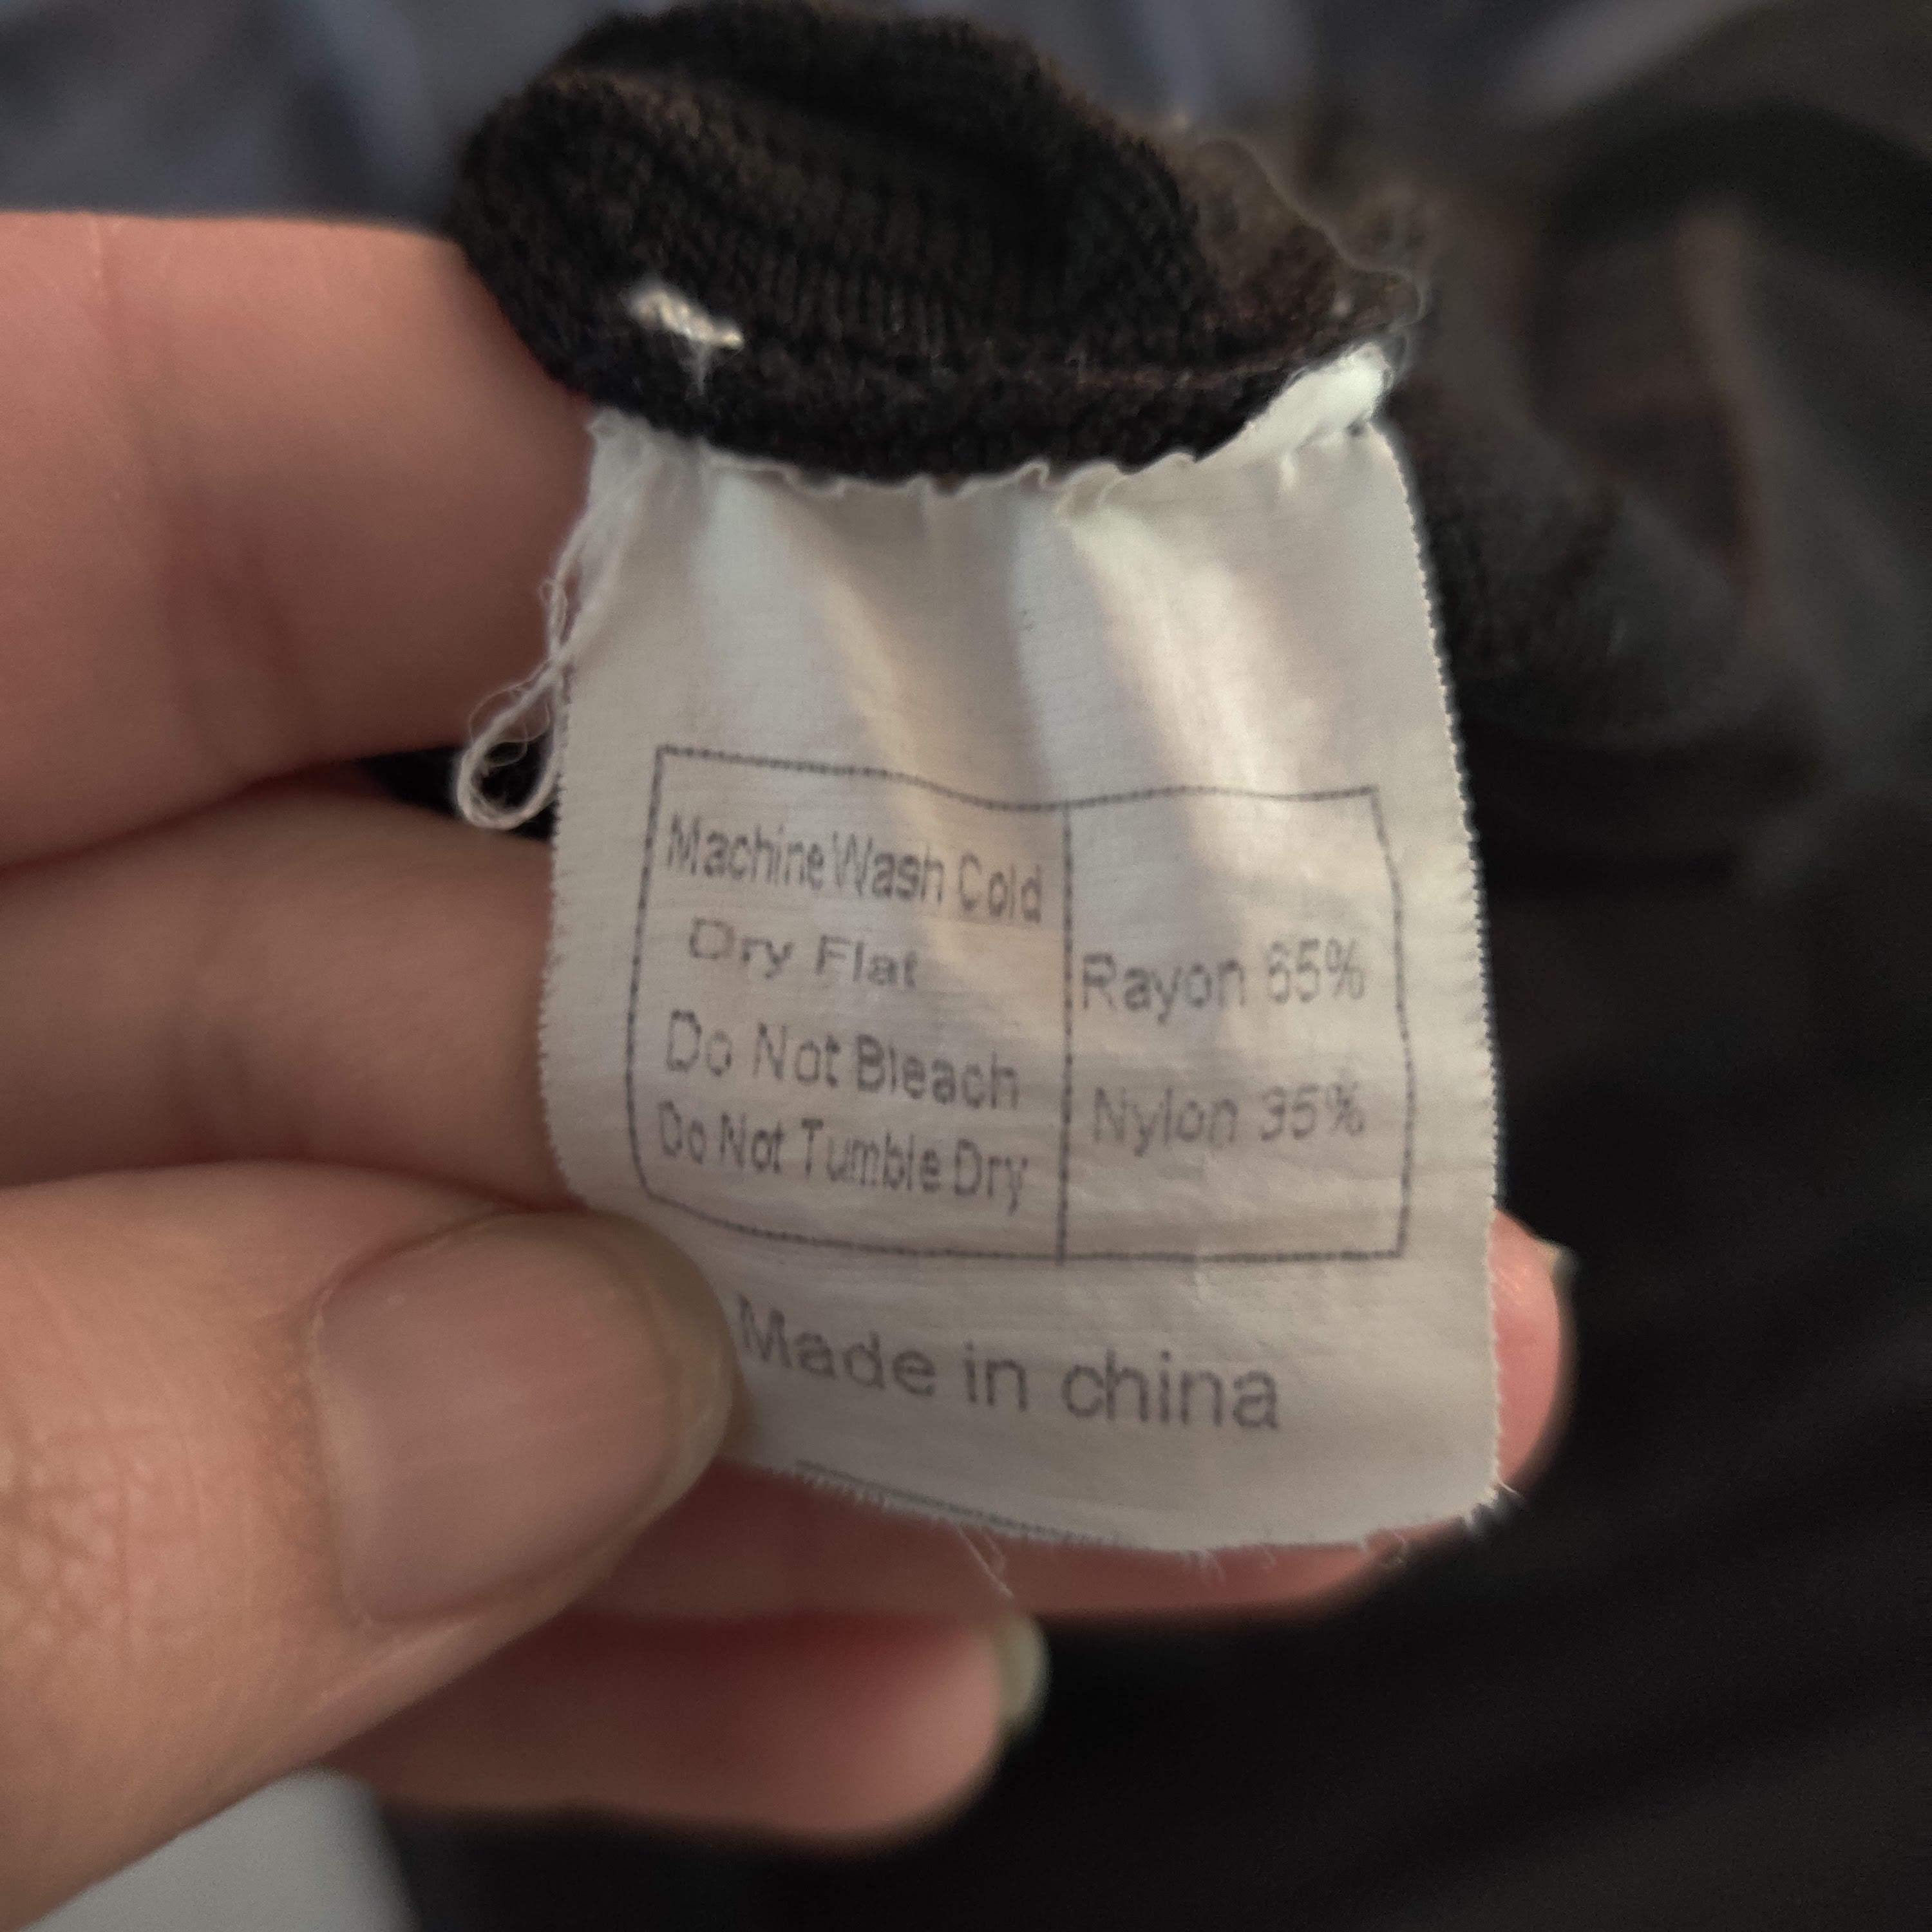 Machine Wash Cold
Dry Flat
Do Not Bleach
Do Not Tumble Dry
Rayon 65%
Nylon 35%
Made in china